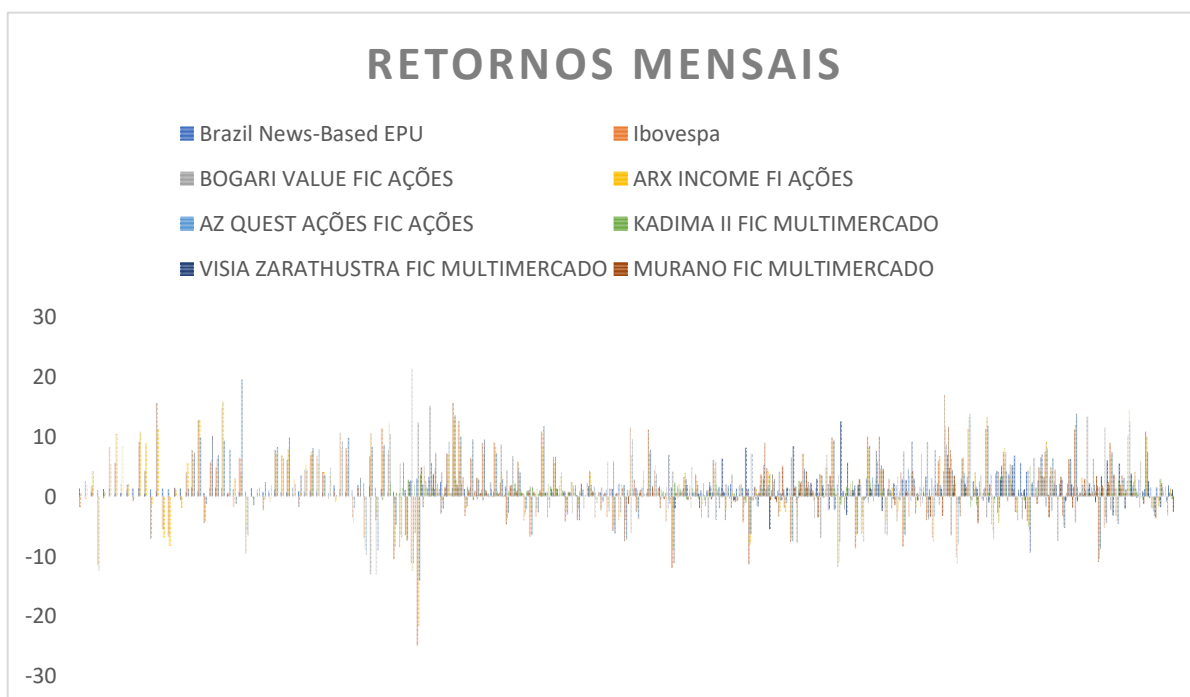 RETORNOS MENSAIS
Brazil News-Based EPU
Ibovespa
BOGARI VALUE FIC AÇÕES
ARX INCOME FI AÇÕES
AZ QUEST AÇÕES FIC AÇÕES
KADIMA II FIC MULTIMERCADO
VISIA ZARATHUSTRA FIC MULTIMERCADO
MURANO FIC MULTIMERCADO
30
20
10
0
-10
-20
-30